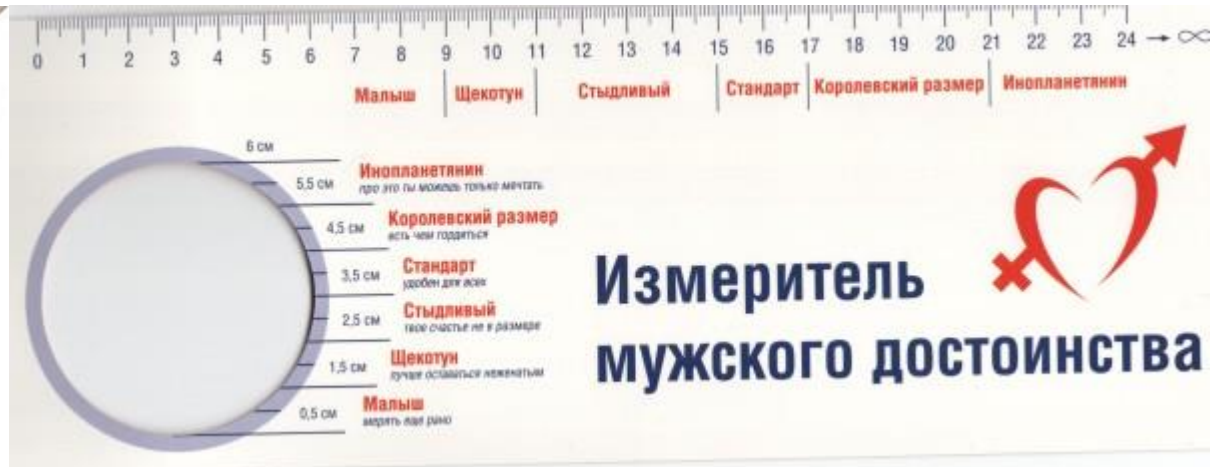 0 1 2 3 4 5 6 7 8 9 10 11 12 13 14 15 16 17 18 19 20 21 22 23 24 → ∞
Малыш Щекотун Стыдливый Стандарт Королевский размер Инопланетянин
6 см
Инопланетянин
5,5 см про это ты можешь только мечтать
Королевский размер
4,5 см есть чем гордиться
Стандарт
3,5 см удобен для всех
Стыдливый
2,5 см твое счастье не в размере
Щекотун
1,5 см лучше оставаться неженатым
Малыш
0,5 см мерять еще рано
Измеритель
мужского достоинства